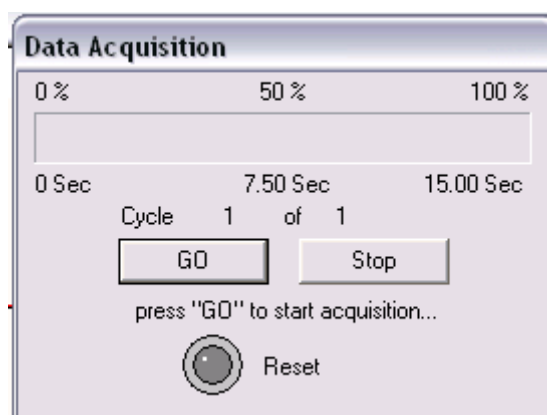 Data Acquisition
0 % 50 % 100 %
0 Sec 7.50 Sec 15.00 Sec
Cycle 1 of 1
GO Stop
press "GO" to start acquisition...
Reset